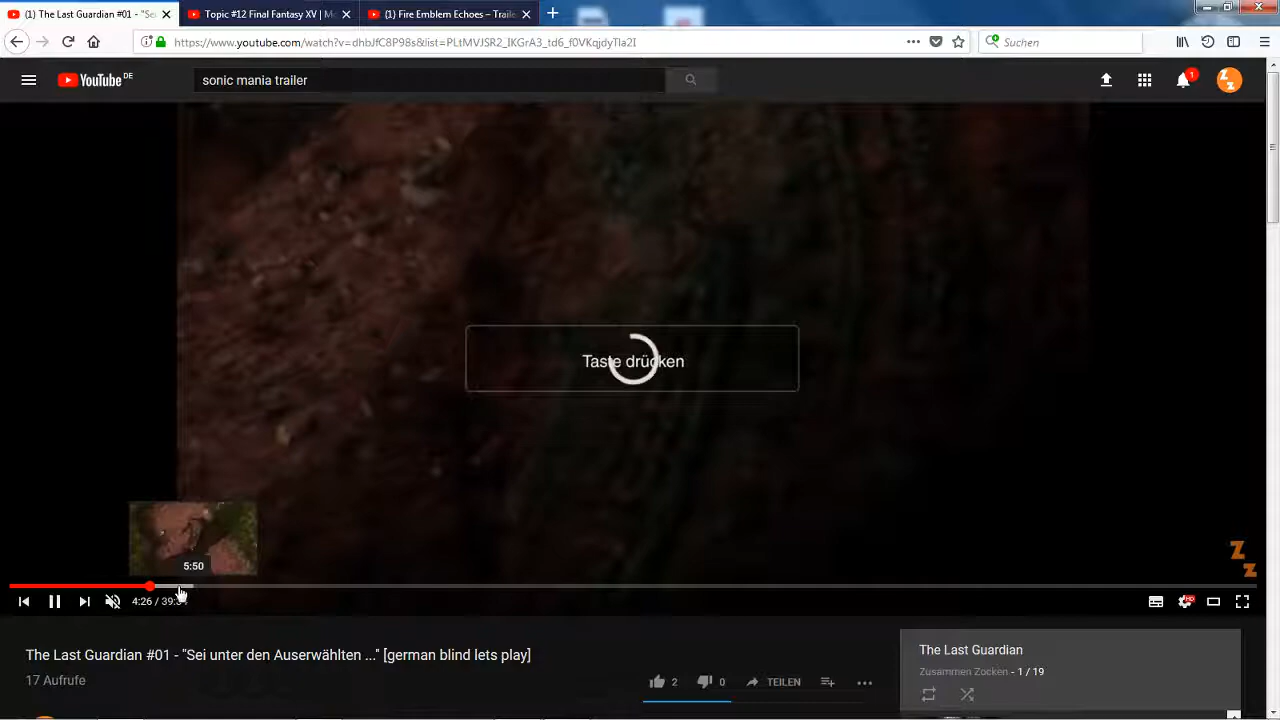 (1) The Last Guardian #01 - "Se
Topic #12 Final Fantasy XV | Me
(1) Fire Emblem Echoes – Traile
https://www.youtube.com/watch?v=dhbJfC8P98s&list=PLtMVJSR2_IKGrA3_td6_f0VKqjdyTla2I
Suchen
YouTube DE
sonic mania trailer
1
Taste drücken
5:50
Z
Z
4:26 / 39:3
HD
The Last Guardian #01 - "Sei unter den Auserwählten ..." [german blind lets play]
17 Aufrufe
2
0
TEILEN
The Last Guardian
Zusammen Zocken - 1 / 19